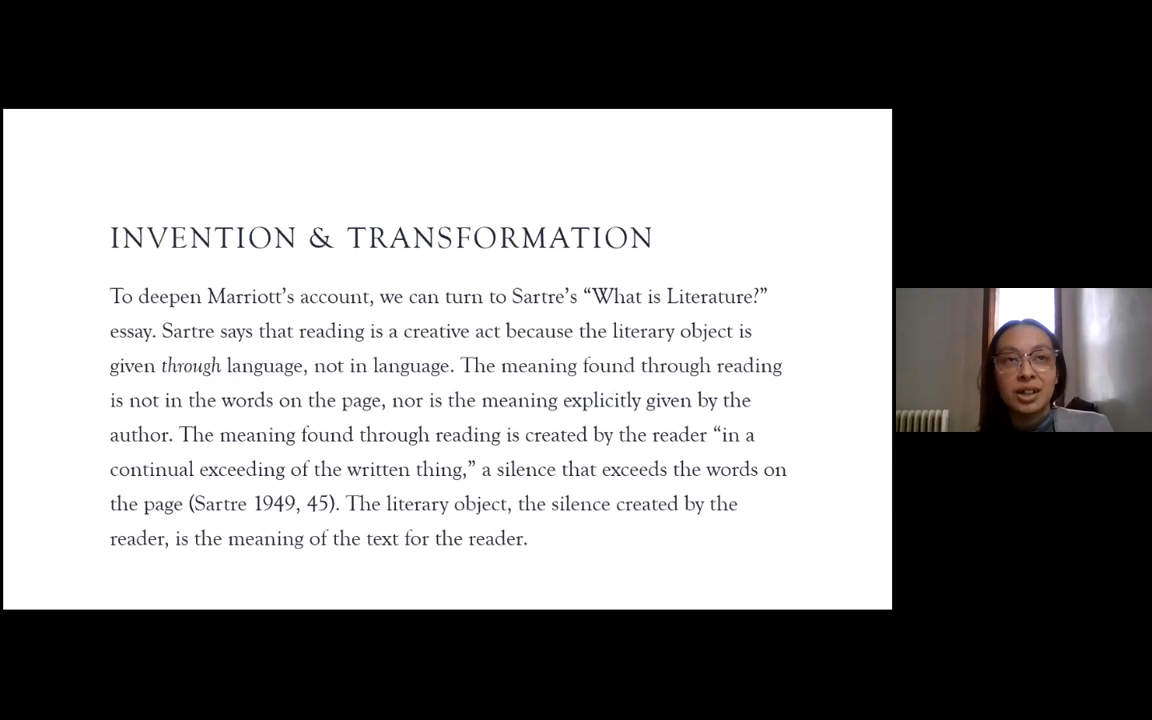 INVENTION & TRANSFORMATION
To deepen Marriott’s account, we can turn to Sartre’s “What is Literature?”
essay. Sartre says that reading is a creative act because the literary object is
given through language, not in language. The meaning found through reading
is not in the words on the page, nor is the meaning explicitly given by the
author. The meaning found through reading is created by the reader “in a
continual exceeding of the written thing,” a silence that exceeds the words on
the page (Sartre 1949, 45). The literary object, the silence created by the
reader, is the meaning of the text for the reader.